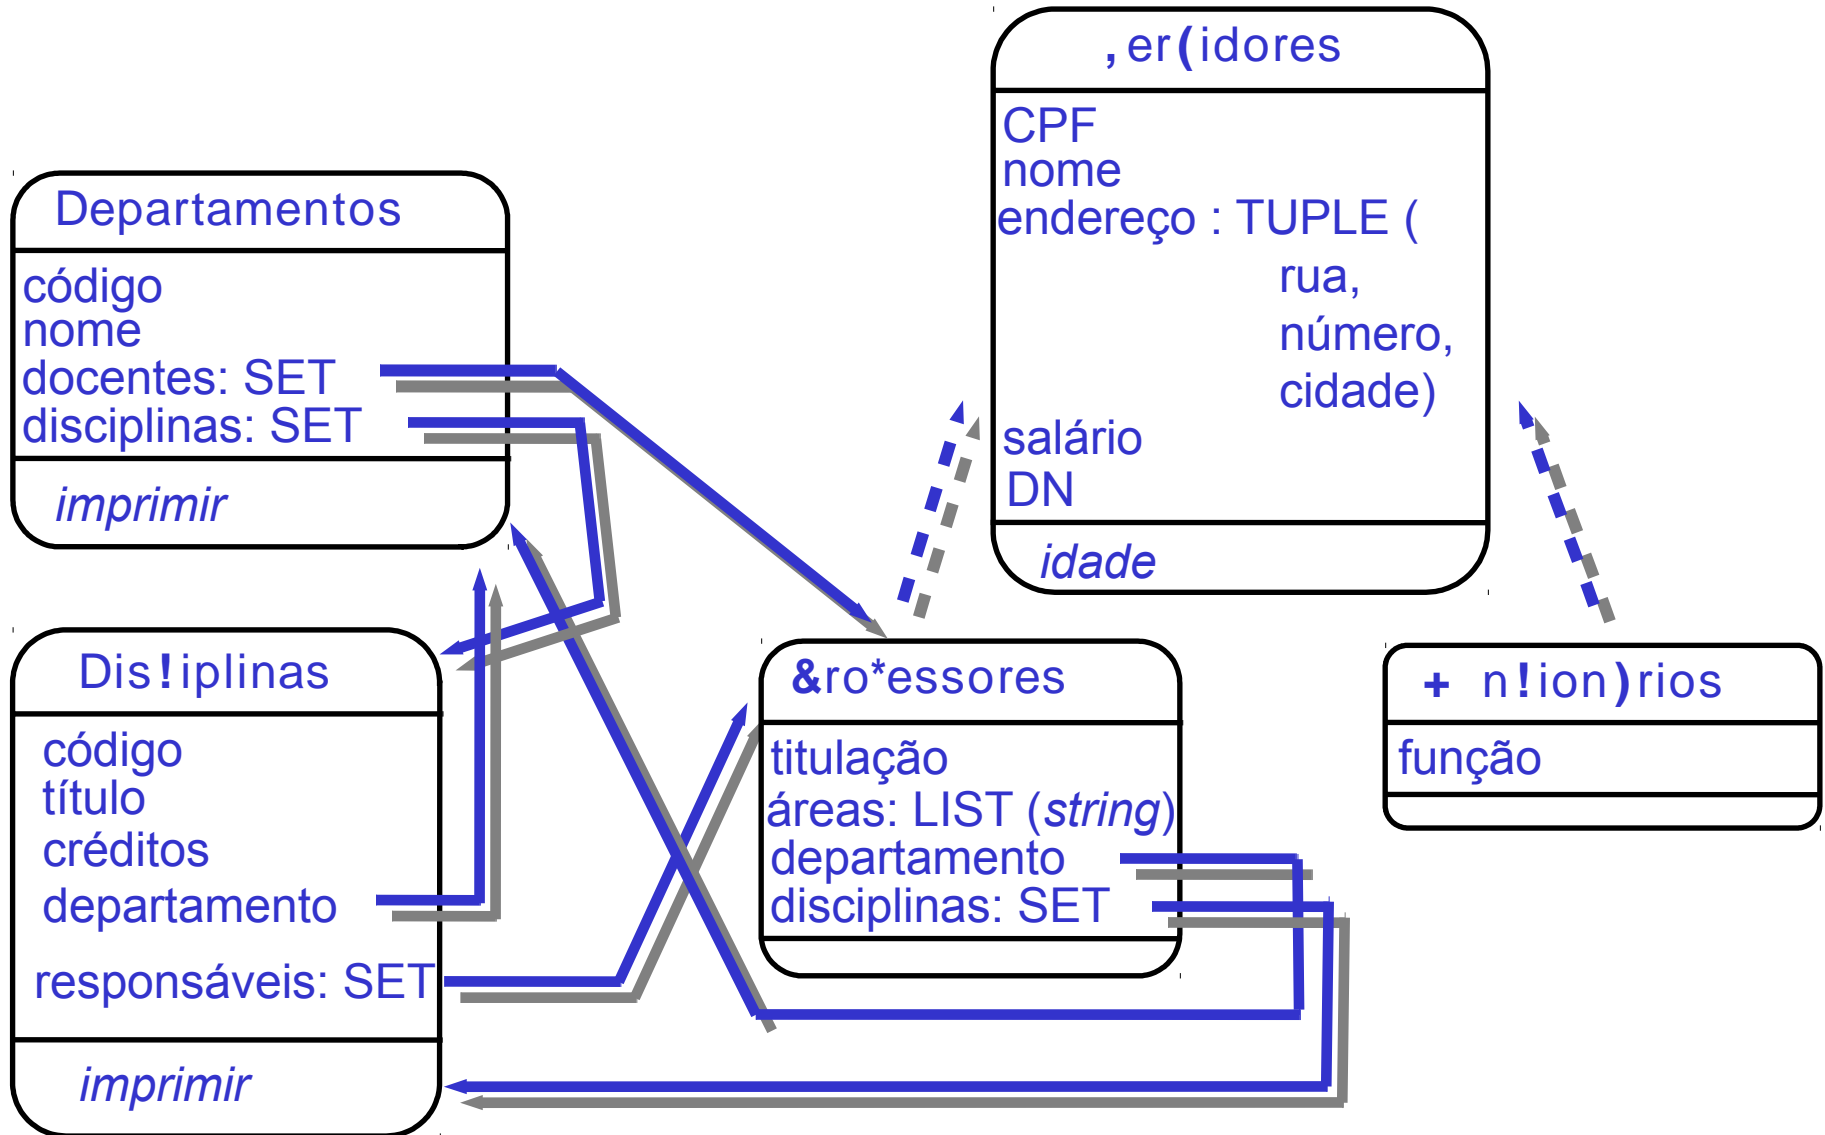 ,er(idores
CPF
nome
endereço : TUPLE (
rua,
número,
cidade)
salário
DN
idade
Departamentos
código
nome
docentes: SET
disciplinas: SET
imprimir
Dis!iplinas
código
título
créditos
departamento
responsáveis: SET
imprimir
&ro*essores
titulação
áreas: LIST (string)
departamento
disciplinas: SET
+ n!ion)rios
função